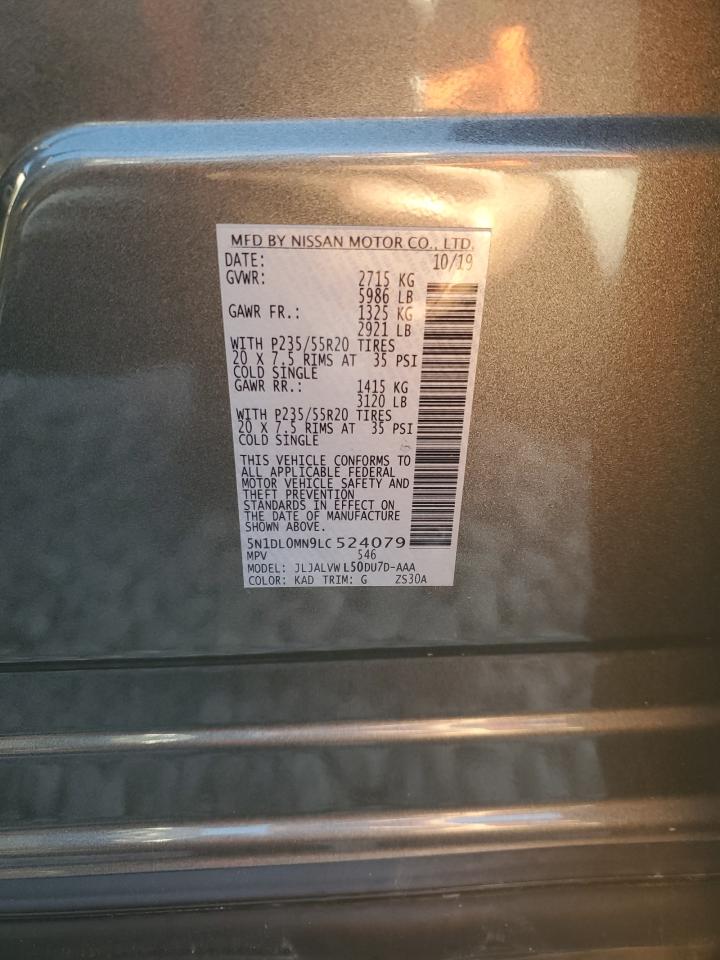 MFD BY NISSAN MOTOR CO., LTD.
DATE: 10/19
GVWR: 2715 KG
5986 LB
GAWR FR.: 1325 KG
2921 LB
WITH P235/55R20 TIRES
20 X 7.5 RIMS AT 35 PSI
COLD SINGLE
GAWR RR.: 1415 KG
3120 LB
WITH P235/55R20 TIRES
20 X 7.5 RIMS AT 35 PSI
COLD SINGLE
THIS VEHICLE CONFORMS TO
ALL APPLICABLE FEDERAL
MOTOR VEHICLE SAFETY AND
THEFT PREVENTION
STANDARDS IN EFFECT ON
THE DATE OF MANUFACTURE
SHOWN ABOVE.
5N1DL0MN9LC524079
MPV 546
MODEL: JLJALVWL50DU7D-AAA
COLOR: KAD TRIM: G ZS30A